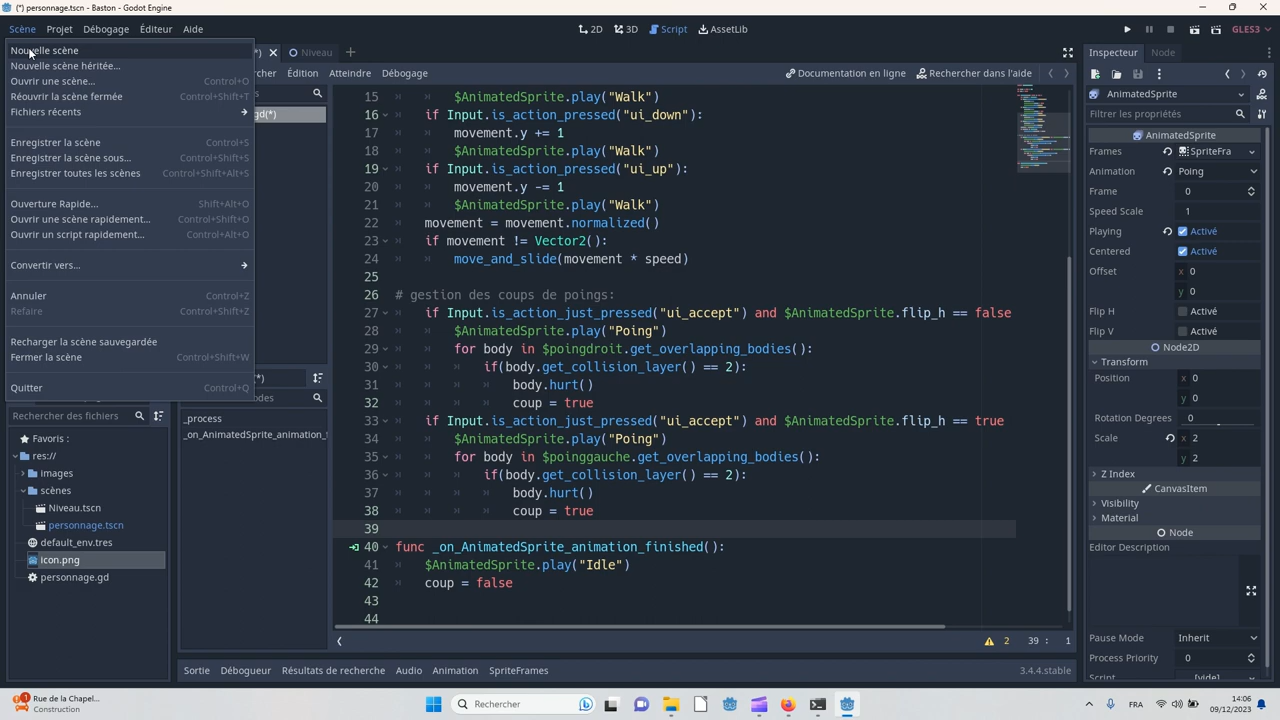 (*) personnage.tscn - Baston - Godot Engine
Scène Projet Débogage Éditeur Aide
2D 3D Script AssetLib
GLES3
Nouvelle scène
Nouvelle scène héritée...
Ouvrir une scène... Control+O
Réouvrir la scène fermée Control+Shift+T
Fichiers récents
Enregistrer la scène Control+S
Enregistrer la scène sous... Control+Shift+S
Enregistrer toutes les scènes Control+Shift+Alt+S
Ouverture Rapide... Shift+Alt+O
Ouvrir une scène rapidement... Control+Shift+O
Ouvrir un script rapidement... Control+Alt+O
Convertir vers...
Annuler Control+Z
Refaire Control+Shift+Z
Recharger la scène sauvegardée
Fermer la scène Control+Shift+W
Quitter Control+Q
Rechercher des fichiers
Favoris :
res://
images
scènes
Niveau.tscn
personnage.tscn
default_env.tres
icon.png
personnage.gd
Niveau
Édition Atteindre Débogage
Documentation en ligne Rechercher dans l'aide
gd(*)
_process
_on_AnimatedSprite_animation_f
15 $AnimatedSprite.play("Walk")
16 if Input.is_action_pressed("ui_down"):
17 movement.y += 1
18 $AnimatedSprite.play("Walk")
19 if Input.is_action_pressed("ui_up"):
20 movement.y -= 1
21 $AnimatedSprite.play("Walk")
22 movement = movement.normalized()
23 if movement != Vector2():
24 move_and_slide(movement * speed)
25
26 # gestion des coups de poings:
27 if Input.is_action_just_pressed("ui_accept") and $AnimatedSprite.flip_h == false
28 $AnimatedSprite.play("Poing")
29 for body in $poingdroit.get_overlapping_bodies():
30 if(body.get_collision_layer() == 2):
31 body.hurt()
32 coup = true
33 if Input.is_action_just_pressed("ui_accept") and $AnimatedSprite.flip_h == true
34 $AnimatedSprite.play("Poing")
35 for body in $poinggauche.get_overlapping_bodies():
36 if(body.get_collision_layer() == 2):
37 body.hurt()
38 coup = true
39
40 func _on_AnimatedSprite_animation_finished():
41 $AnimatedSprite.play("Idle")
42 coup = false
43
44
2 39 : 1
Sortie Débogueur Résultats de recherche Audio Animation SpriteFrames
3.4.4.stable
Inspecteur Node
AnimatedSprite
Filtrer les propriétés
AnimatedSprite
Frames SpriteFra
Animation Poing
Frame 0
Speed Scale 1
Playing Activé
Centered Activé
Offset x 0
y 0
Flip H Activé
Flip V Activé
Node2D
Transform
Position x 0
y 0
Rotation Degrees 0
Scale x 2
y 2
Z Index
CanvasItem
Visibility
Material
Node
Editor Description
Pause Mode Inherit
Process Priority 0
Script [vide]
Rue de la Chapel...
Construction
Rechercher
FRA
14:06
09/12/2023